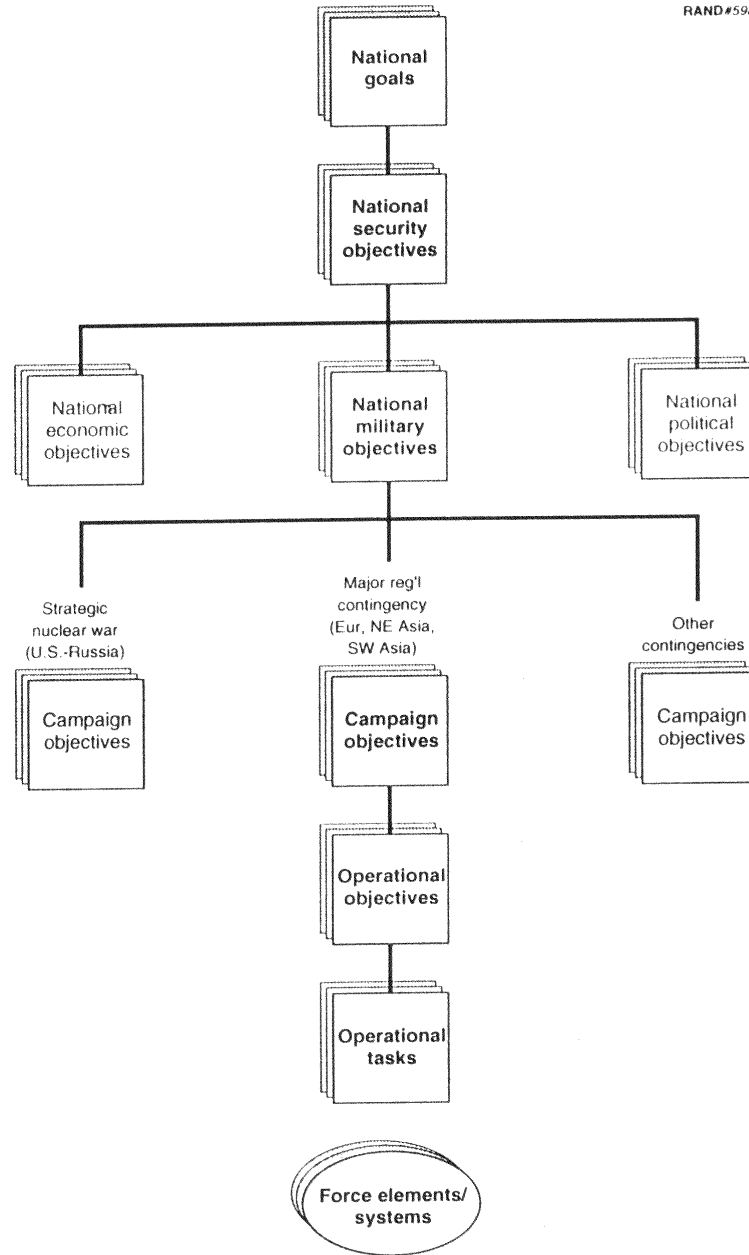 RAND#59
National
goals
National
security
objectives
National
economic
objectives
National
military
objectives
National
political
objectives
Strategic
nuclear war
(U.S.-Russia)
Major reg'l
contingency
(Eur, NE Asia,
SW Asia)
Other
contingencies
Campaign
objectives
Campaign
objectives
Campaign
objectives
Operational
objectives
Operational
tasks
Force elements/
systems